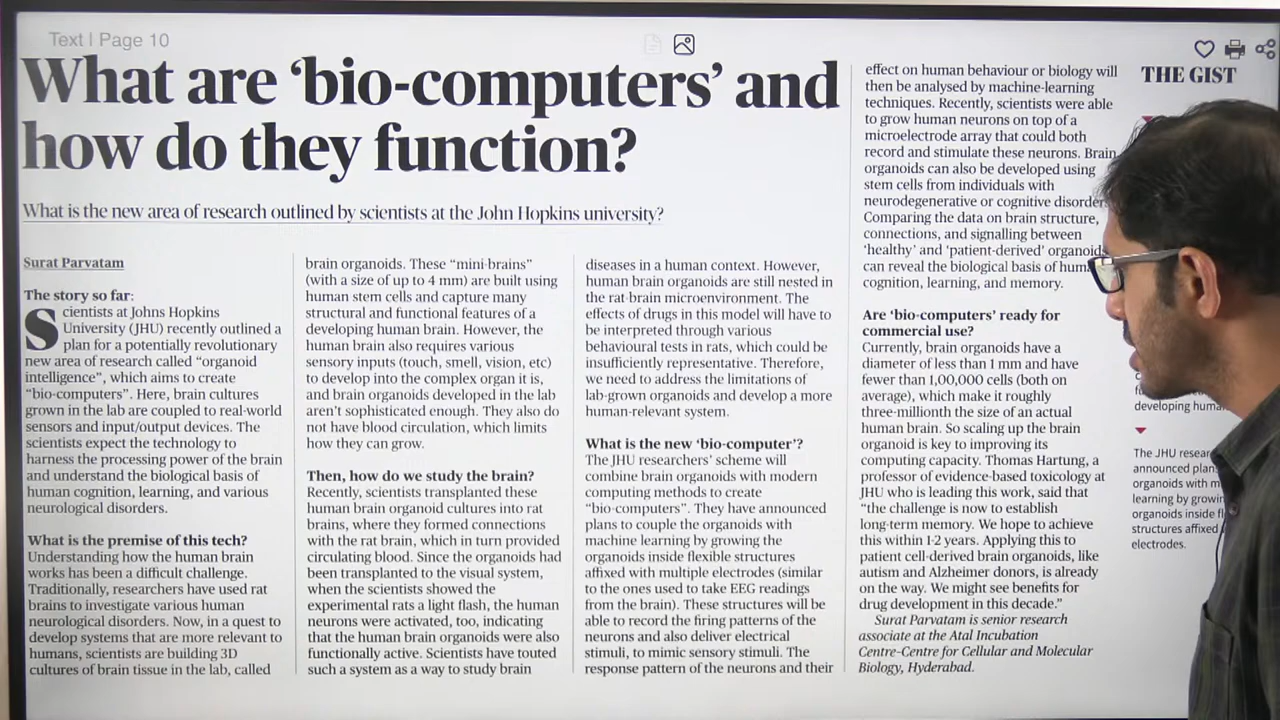 Text | Page 10
What are ‘bio-computers’ and
how do they function?
What is the new area of research outlined by scientists at the John Hopkins university?
Surat Parvatam
The story so far:
Scientists at Johns Hopkins
University (JHU) recently outlined a
plan for a potentially revolutionary
new area of research called “organoid
intelligence”, which aims to create
“bio-computers”. Here, brain cultures
grown in the lab are coupled to real-world
sensors and input/output devices. The
scientists expect the technology to
harness the processing power of the brain
and understand the biological basis of
human cognition, learning, and various
neurological disorders.
What is the premise of this tech?
Understanding how the human brain
works has been a difficult challenge.
Traditionally, researchers have used rat
brains to investigate various human
neurological disorders. Now, in a quest to
develop systems that are more relevant to
humans, scientists are building 3D
cultures of brain tissue in the lab, called
brain organoids. These “mini-brains”
(with a size of up to 4 mm) are built using
human stem cells and capture many
structural and functional features of a
developing human brain. However, the
human brain also requires various
sensory inputs (touch, smell, vision, etc)
to develop into the complex organ it is,
and brain organoids developed in the lab
aren’t sophisticated enough. They also do
not have blood circulation, which limits
how they can grow.
Then, how do we study the brain?
Recently, scientists transplanted these
human brain organoid cultures into rat
brains, where they formed connections
with the rat brain, which in turn provided
circulating blood. Since the organoids had
been transplanted to the visual system,
when the scientists showed the
experimental rats a light flash, the human
neurons were activated, too, indicating
that the human brain organoids were also
functionally active. Scientists have touted
such a system as a way to study brain
diseases in a human context. However,
human brain organoids are still nested in
the rat-brain microenvironment. The
effects of drugs in this model will have to
be interpreted through various
behavioural tests in rats, which could be
insufficiently representative. Therefore,
we need to address the limitations of
lab-grown organoids and develop a more
human-relevant system.
What is the new ‘bio-computer’?
The JHU researchers’ scheme will
combine brain organoids with modern
computing methods to create
“bio-computers”. They have announced
plans to couple the organoids with
machine learning by growing the
organoids inside flexible structures
affixed with multiple electrodes (similar
to the ones used to take EEG readings
from the brain). These structures will be
able to record the firing patterns of the
neurons and also deliver electrical
stimuli, to mimic sensory stimuli. The
response pattern of the neurons and their
effect on human behaviour or biology will
then be analysed by machine-learning
techniques. Recently, scientists were able
to grow human neurons on top of a
microelectrode array that could both
record and stimulate these neurons. Brain
organoids can also be developed using
stem cells from individuals with
neurodegenerative or cognitive disorders
Comparing the data on brain structure,
connections, and signalling between
‘healthy’ and ‘patient-derived’ organoids
can reveal the biological basis of
cognition, learning, and memory.
Are ‘bio-computers’ ready for
commercial use?
Currently, brain organoids have a
diameter of less than 1 mm and have
fewer than 1,00,000 cells (both on
average), which make it roughly
three-millionth the size of an actual
human brain. So scaling up the brain
organoid is key to improving its
computing capacity. Thomas Hartung, a
professor of evidence-based toxicology at
JHU who is leading this work, said that
“the challenge is now to establish
long-term memory. We hope to achieve
this within 1-2 years. Applying this to
patient cell-derived brain organoids, like
autism and Alzheimer donors, is already
on the way. We might see benefits for
drug development in this decade.”
Surat Parvatam is senior research
associate at the Atal Incubation
Centre-Centre for Cellular and Molecular
Biology, Hyderabad.
THE GIST
developing
The JHU
announced
organoids with
learning by
organoids inside
structures affixed
electrodes.